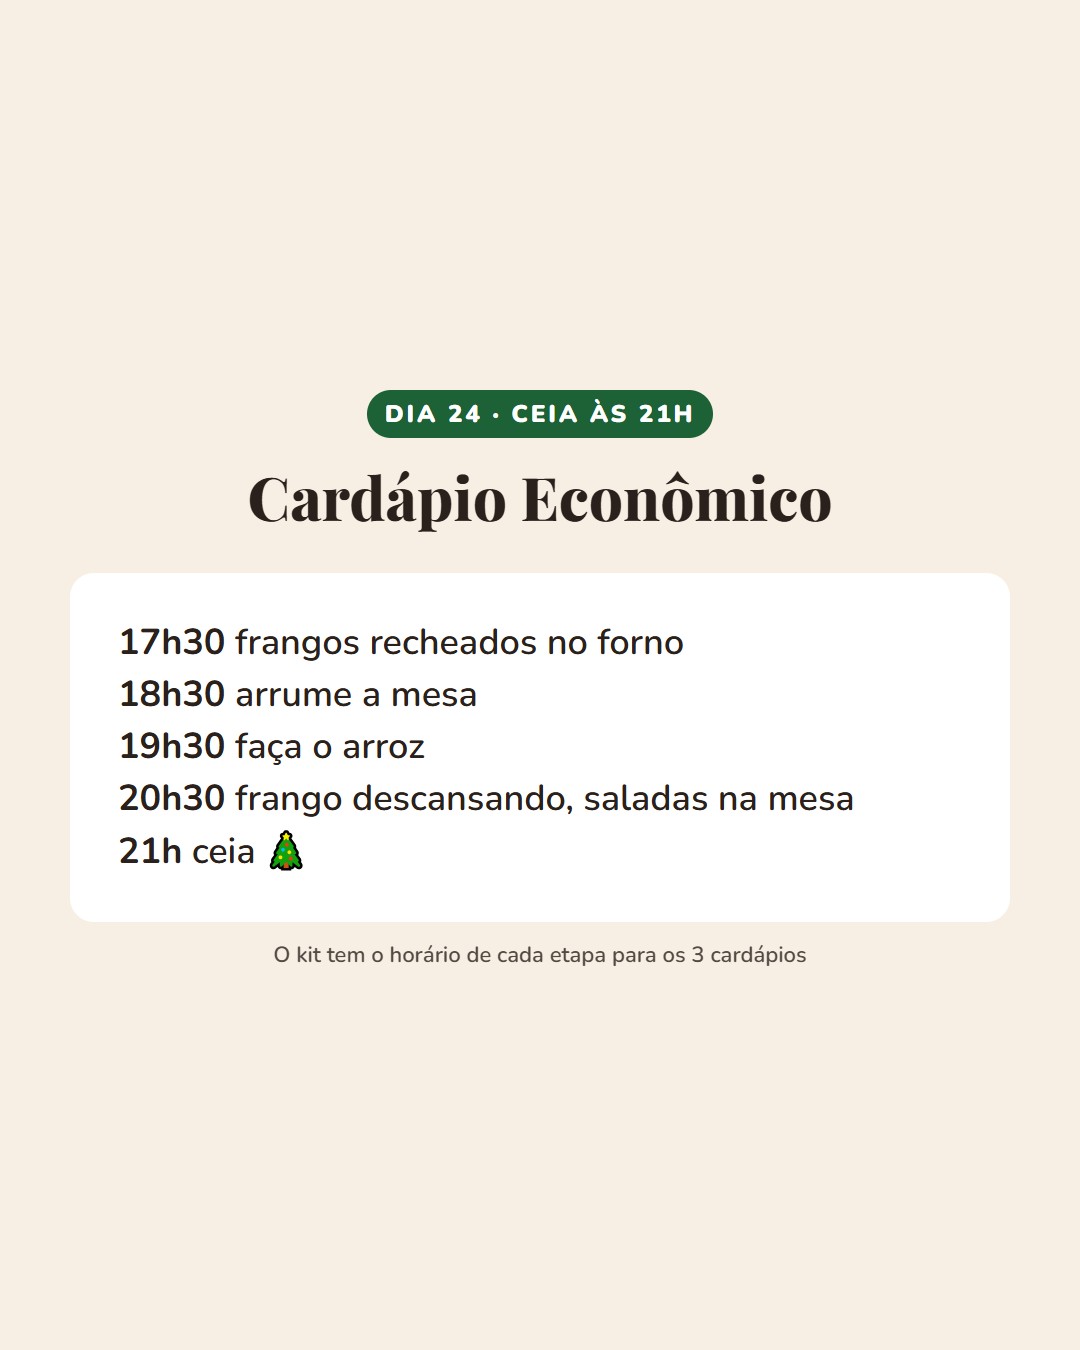 DIA 24 · CEIA ÀS 21H
Cardápio Econômico
17h30 frangos recheados no forno
18h30 arrume a mesa
19h30 faça o arroz
20h30 frango descansando, saladas na mesa
21h ceia 🎄
O kit tem o horário de cada etapa para os 3 cardápios